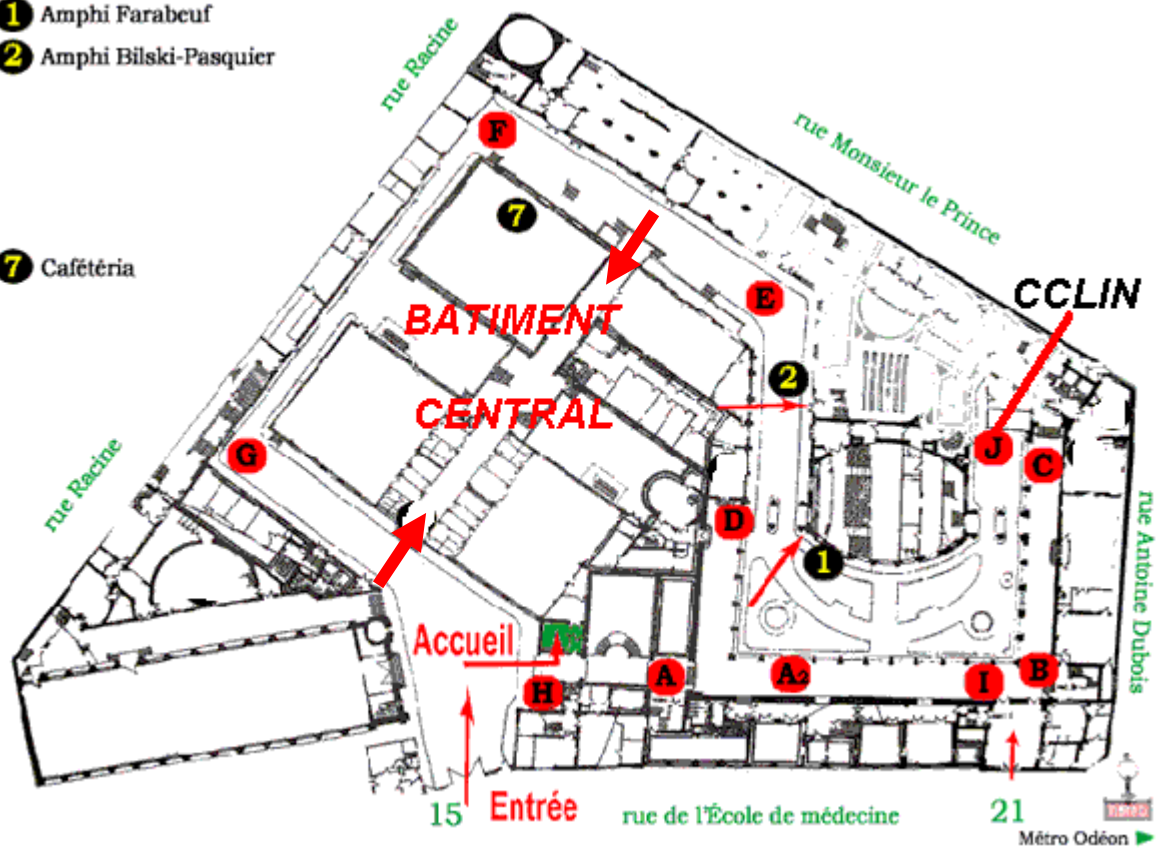 1 Amphi Farabeuf
2 Amphi Bilski-Pasquier
7 Cafétéria
rue Racine
rue Monsieur le Prince
F
7
E
CCLIN
BATIMENT
CENTRAL
2
G
J
C
rue Racine
D
1
rue Antoine Dubois
Accueil
H
A
A2
I
B
15
Entrée
rue de l'École de médecine
21
Métro Odéon